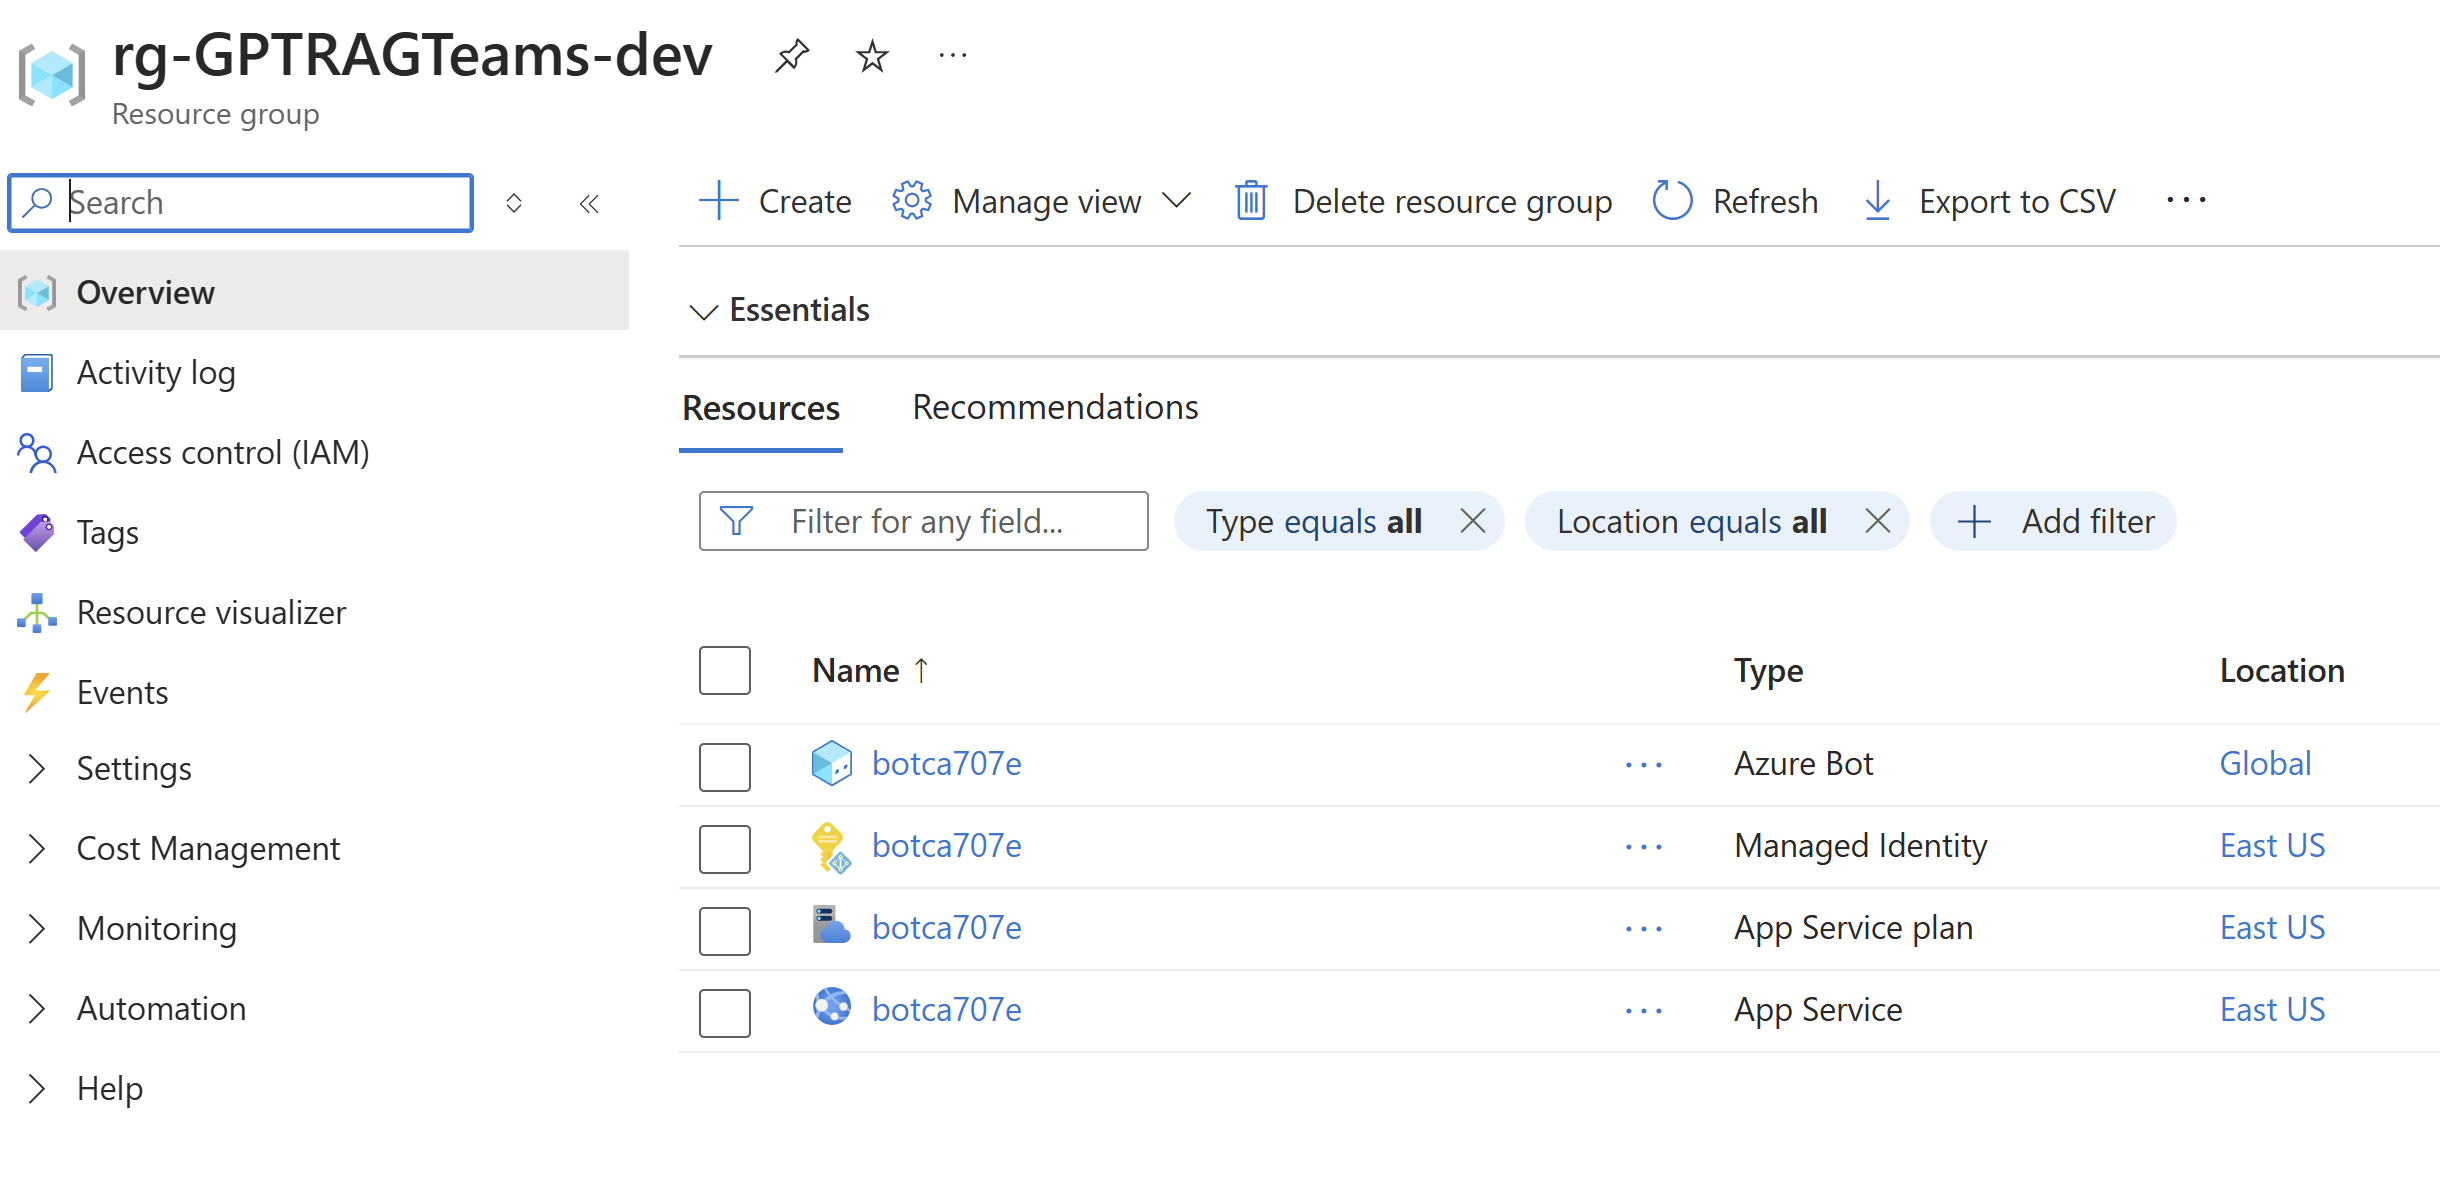 rg-GPTRAGTeams-dev
Resource group
Search
Create
Manage view
Delete resource group
Refresh
Export to CSV
Overview
Essentials
Activity log
Resources
Recommendations
Access control (IAM)
Filter for any field...
Type equals all
Location equals all
Add filter
Tags
Resource visualizer
Events
Name ↑
Type
Location
Settings
botca707e
Azure Bot
Global
Cost Management
botca707e
Managed Identity
East US
Monitoring
botca707e
App Service plan
East US
Automation
botca707e
App Service
East US
Help